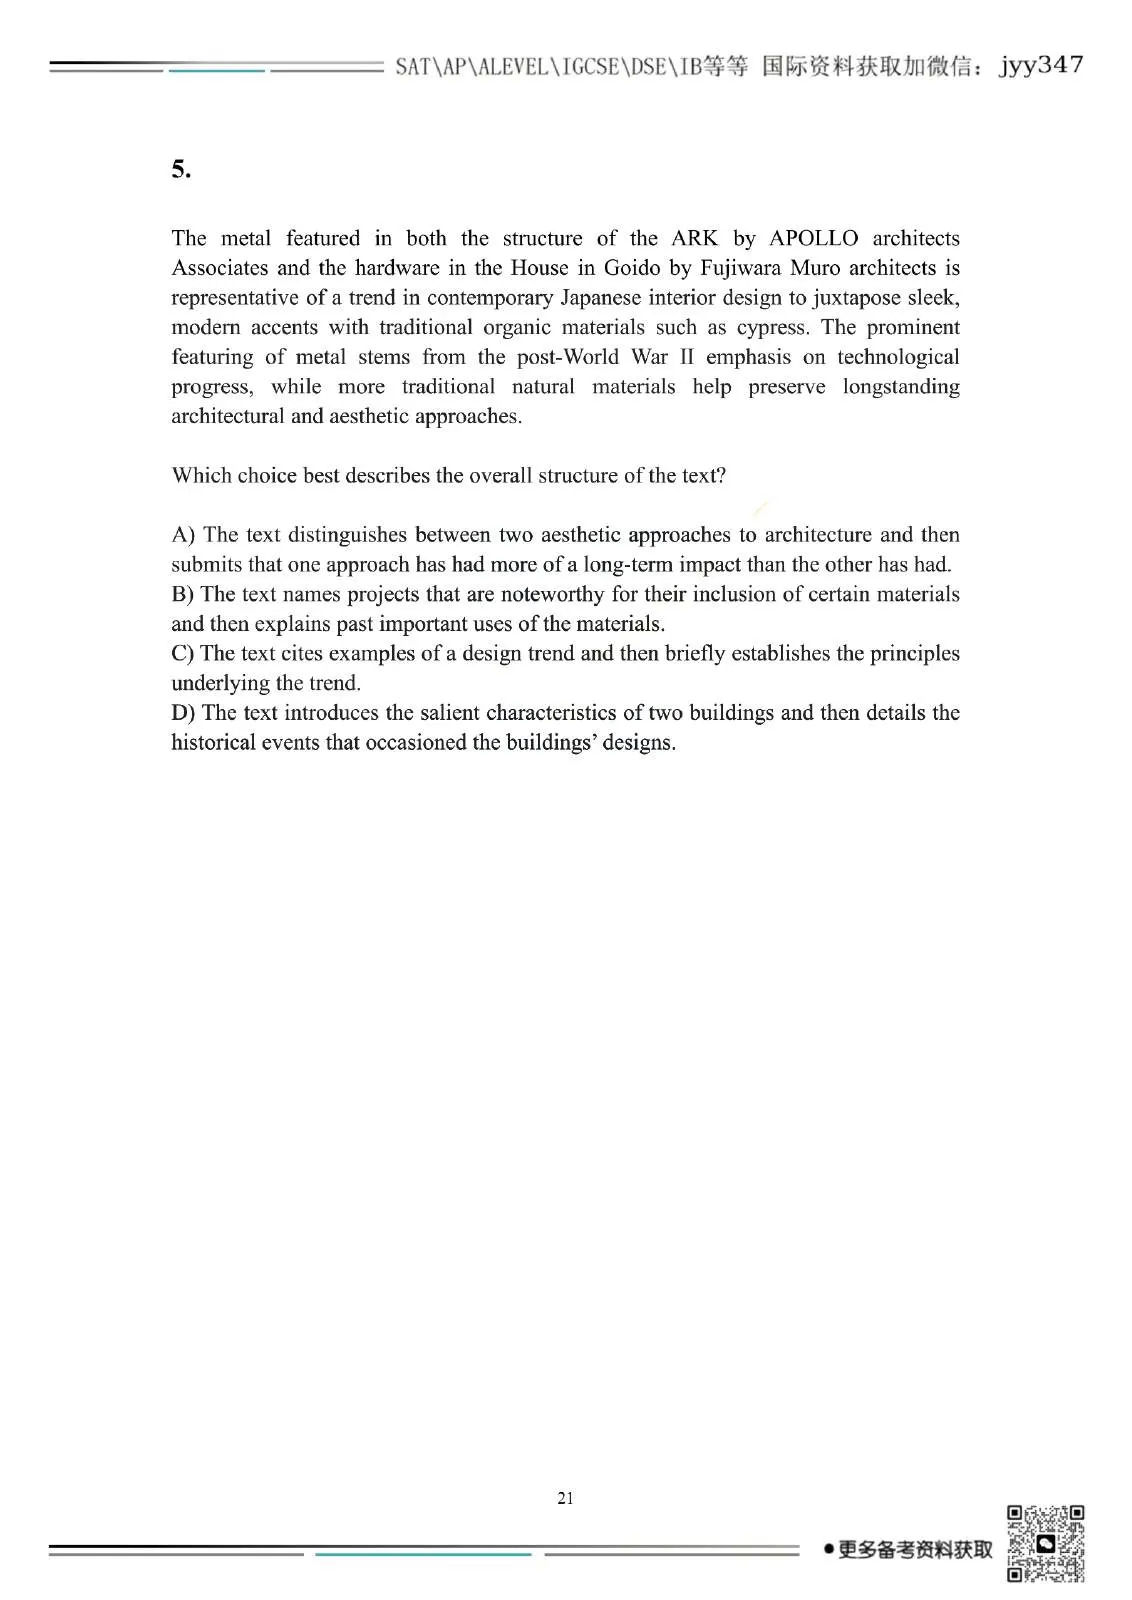 SAT\AP\ALEVEL\IGCSE\DSE\IB等等 国际资料获取加微信： jyy347
5.
The metal featured in both the structure of the ARK by APOLLO architects
Associates and the hardware in the House in Goido by Fujiwara Muro architects is
representative of a trend in contemporary Japanese interior design to juxtapose sleek,
modern accents with traditional organic materials such as cypress. The prominent
featuring of metal stems from the post-World War II emphasis on technological
progress, while more traditional natural materials help preserve longstanding
architectural and aesthetic approaches.
Which choice best describes the overall structure of the text?
A) The text distinguishes between two aesthetic approaches to architecture and then
submits that one approach has had more of a long-term impact than the other has had.
B) The text names projects that are noteworthy for their inclusion of certain materials
and then explains past important uses of the materials.
C) The text cites examples of a design trend and then briefly establishes the principles
underlying the trend.
D) The text introduces the salient characteristics of two buildings and then details the
historical events that occasioned the buildings’ designs.
21
●更多备考资料获取